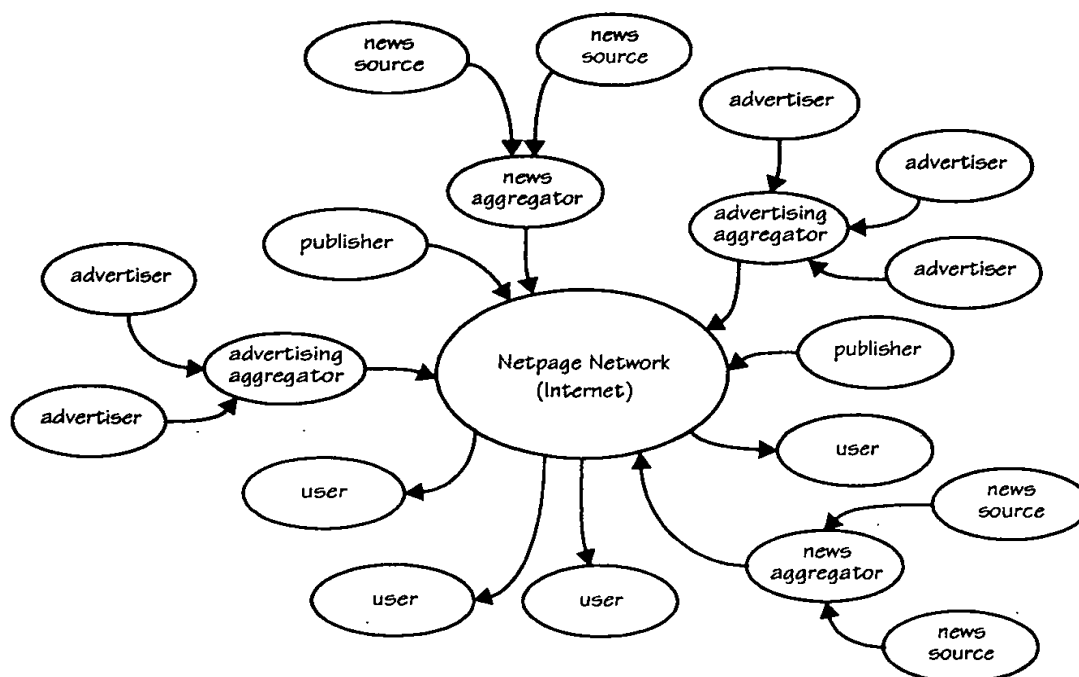 news
source
news
source
advertiser
advertiser
news
aggregator
advertising
aggregator
publisher
advertiser
advertiser
advertising
aggregator
Netpage Network
(Internet)
publisher
advertiser
user
user
news
source
news
aggregator
user
user
news
source